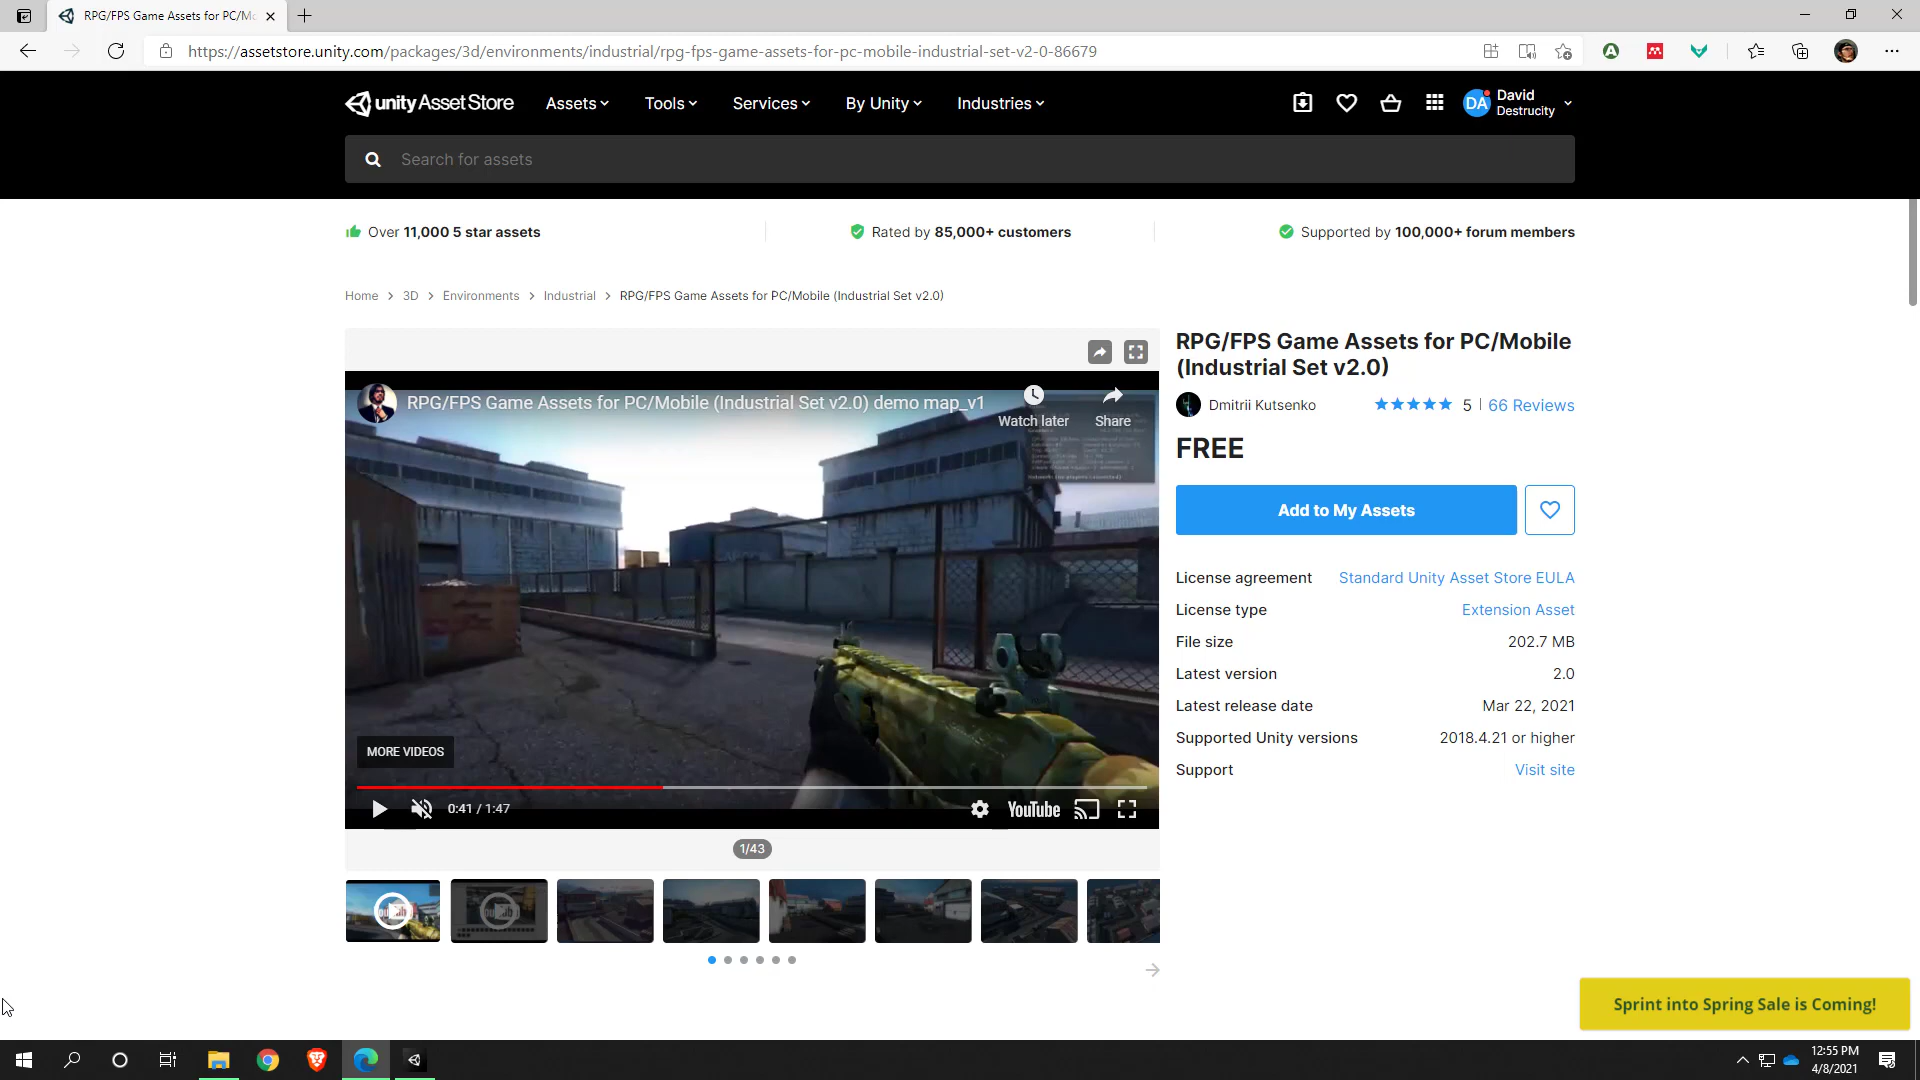 RPG/FPS Game Assets for PC/Mo
https://assetstore.unity.com/packages/3d/environments/industrial/rpg-fps-game-assets-for-pc-mobile-industrial-set-v2-0-86679
unity Asset Store
Assets
Tools
Services
By Unity
Industries
DA
David
Destrucity
Search for assets
Over 11,000 5 star assets
Rated by 85,000+ customers
Supported by 100,000+ forum members
Home > 3D > Environments > Industrial > RPG/FPS Game Assets for PC/Mobile (Industrial Set v2.0)
RPG/FPS Game Assets for PC/Mobile (Industrial Set v2.0) demo map_v1
Watch later
Share
MORE VIDEOS
0:41 / 1:47
YouTube
1/43
RPG/FPS Game Assets for PC/Mobile
(Industrial Set v2.0)
Dmitrii Kutsenko
5 | 66 Reviews
FREE
Add to My Assets
License agreement Standard Unity Asset Store EULA
License type Extension Asset
File size 202.7 MB
Latest version 2.0
Latest release date Mar 22, 2021
Supported Unity versions 2018.4.21 or higher
Support Visit site
Sprint into Spring Sale is Coming!
12:55 PM
4/8/2021